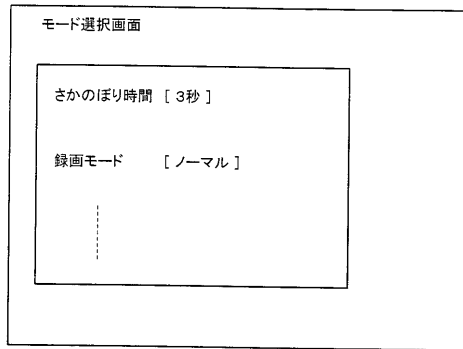 モード選択画面
さかのぼり時間 [ 3秒 ]
録画モード [ ノーマル ]